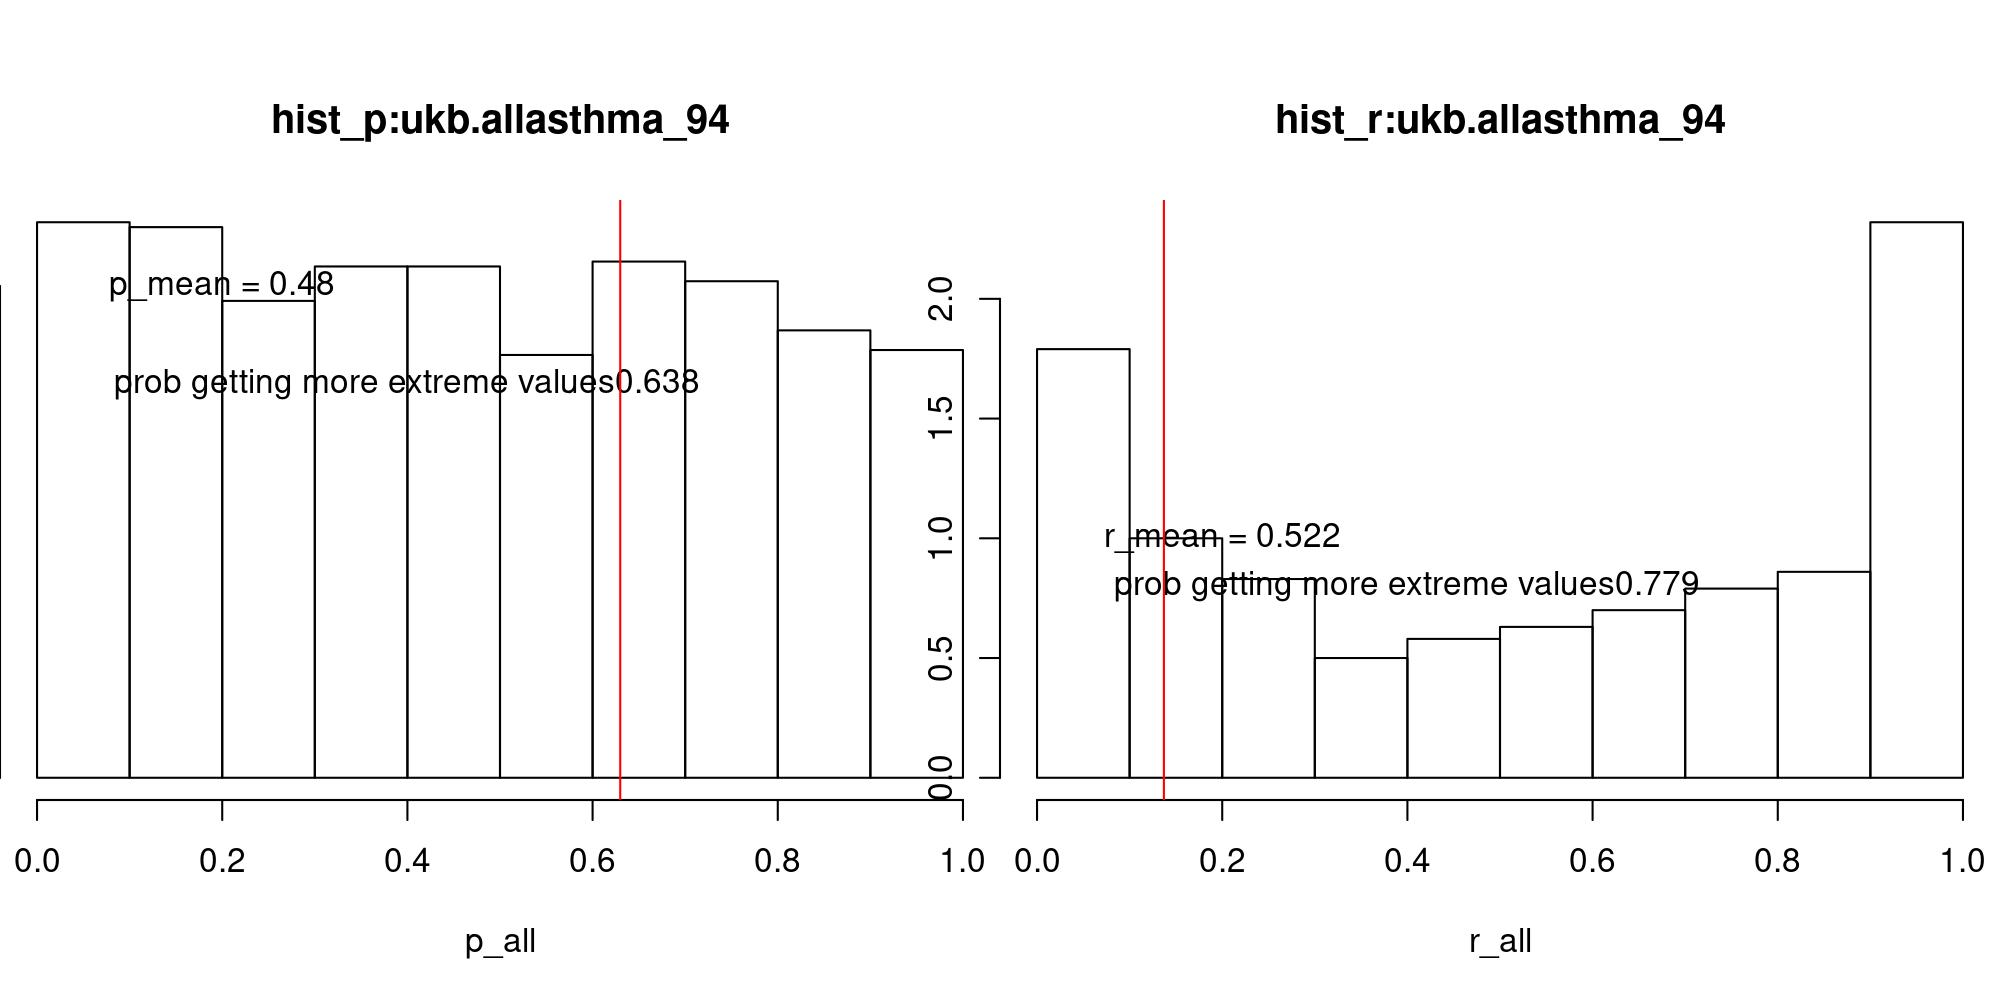 hist_p:ukb.allasthma_94
p_mean = 0.48
prob getting more extreme values0.638
0.0 0.2 0.4 0.6 0.8 1.0
p_all
hist_r:ukb.allasthma_94
2.0
1.5
1.0
0.5
0.0
r_mean = 0.522
prob getting more extreme values0.779
0.0 0.2 0.4 0.6 0.8 1.0
r_all